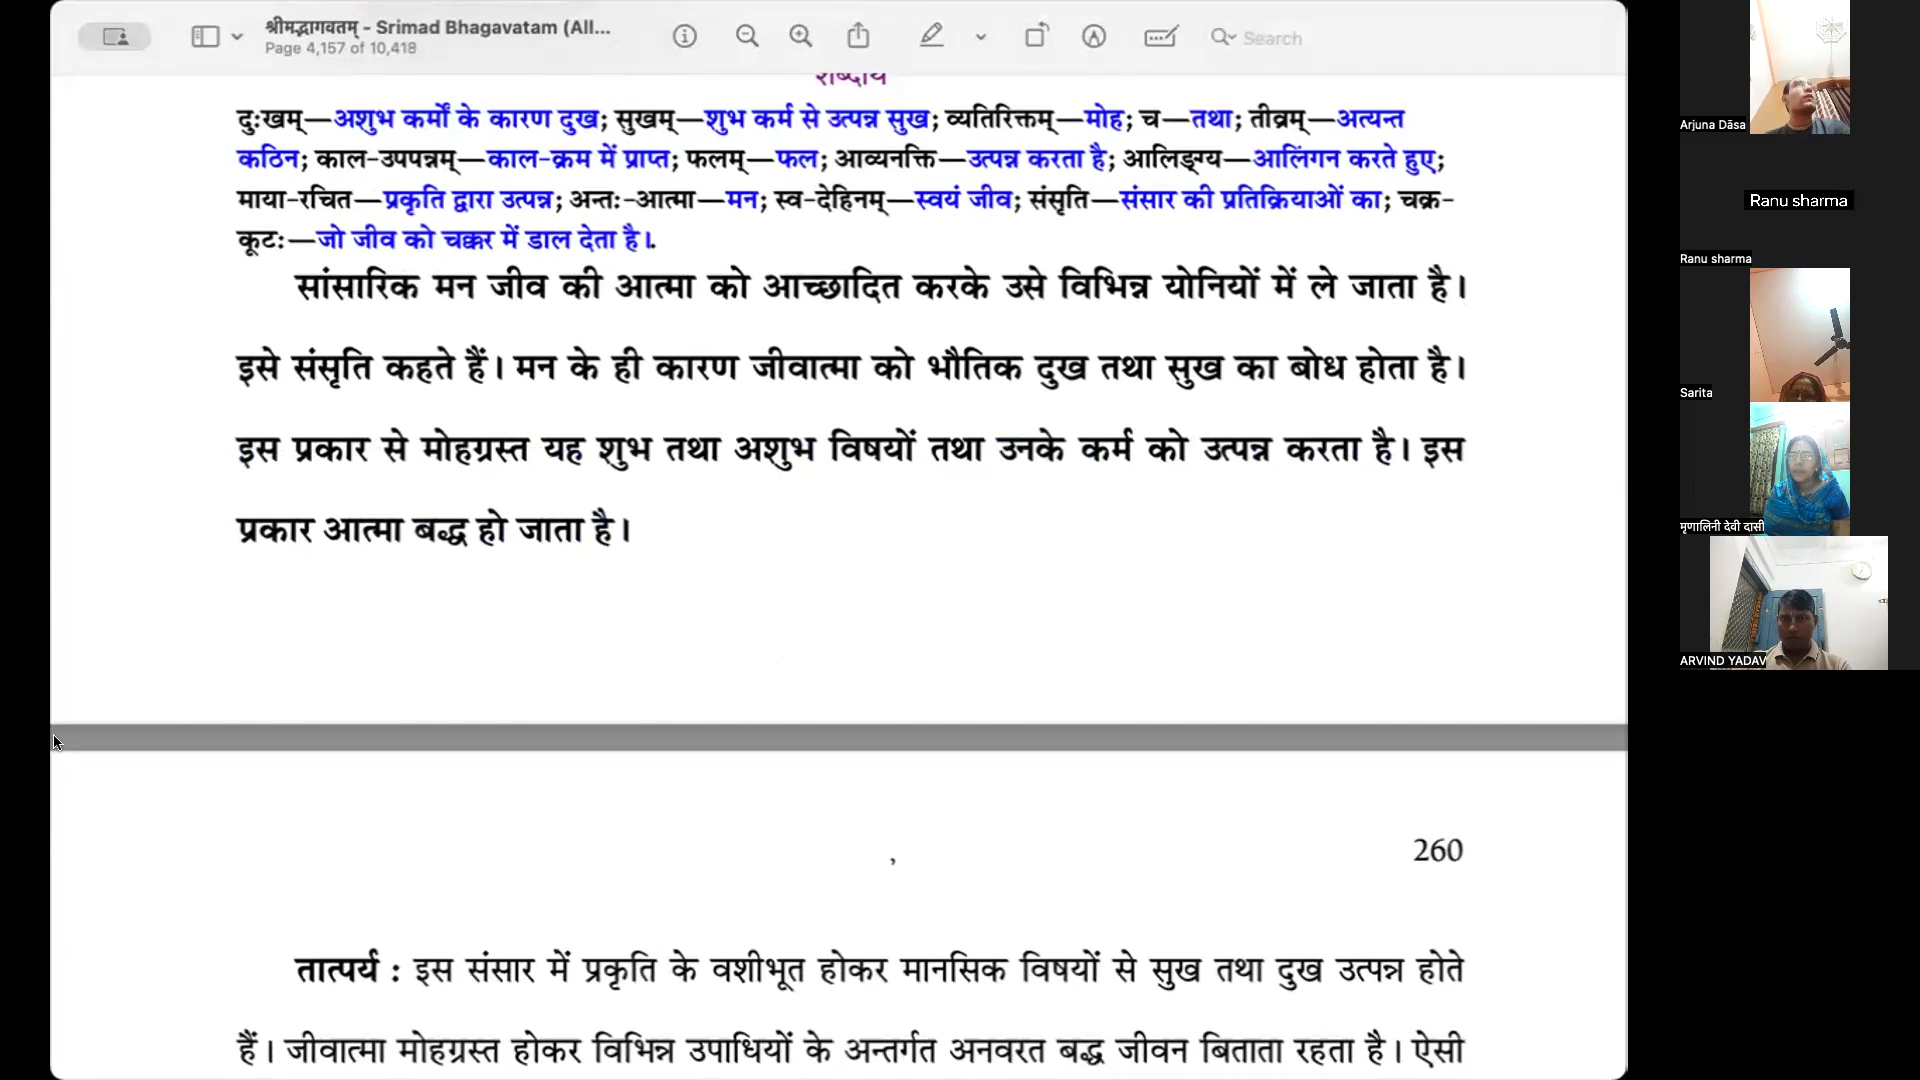 श्रीमद्भागवतम् - Srimad Bhagavatam (All...
Page 4,157 of 10,418
Search
शब्दार्थ
दुःखम्—अशुभ कर्मों के कारण दुख; सुखम्—शुभ कर्म से उत्पन्न सुख; व्यतिरिक्तम्—मोह; च—तथा; तीव्रम्—अत्यन्त
कठिन; काल-उपपन्नम्—काल-क्रम में प्राप्त; फलम्—फल; आव्यनक्ति—उत्पन्न करता है; आलिङ्ग्य—आलिंगन करते हुए;
माया-रचित—प्रकृति द्वारा उत्पन्न; अन्तः-आत्मा—मन; स्व-देहिनम्—स्वयं जीव; संसृति—संसार की प्रतिक्रियाओं का; चक्र-
कूटः—जो जीव को चक्कर में डाल देता है।.
सांसारिक मन जीव की आत्मा को आच्छादित करके उसे विभिन्न योनियों में ले जाता है।
इसे संसृति कहते हैं। मन के ही कारण जीवात्मा को भौतिक दुख तथा सुख का बोध होता है।
इस प्रकार से मोहग्रस्त यह शुभ तथा अशुभ विषयों तथा उनके कर्म को उत्पन्न करता है। इस
प्रकार आत्मा बद्ध हो जाता है।
260
तात्पर्य : इस संसार में प्रकृति के वशीभूत होकर मानसिक विषयों से सुख तथा दुख उत्पन्न होते
हैं। जीवात्मा मोहग्रस्त होकर विभिन्न उपाधियों के अन्तर्गत अनवरत बद्ध जीवन बिताता रहता है। ऐसी
Arjuna Dāsa
Ranu sharma
Ranu sharma
Sarita
मृणालिनी देवी दासी
ARVIND YADAV